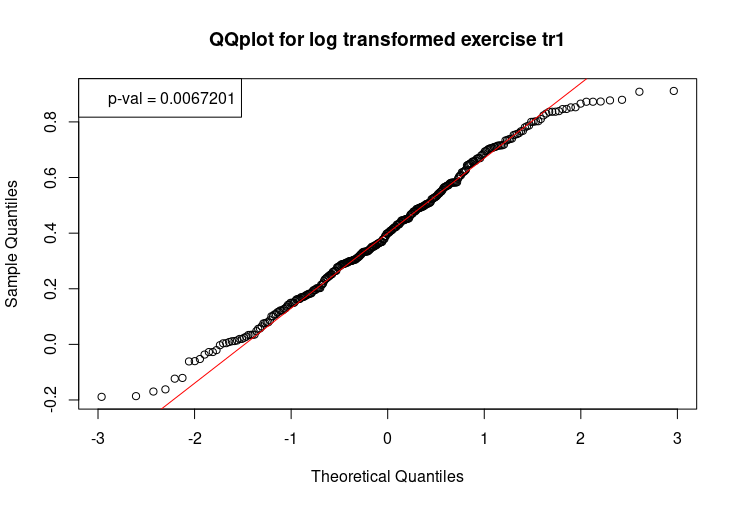 QQplot for log transformed exercise tr1
p-val = 0.0067201
Sample Quantiles
0.8
0.6
0.4
0.2
0.0
-0.2
-3 -2 -1 0 1 2 3
Theoretical Quantiles